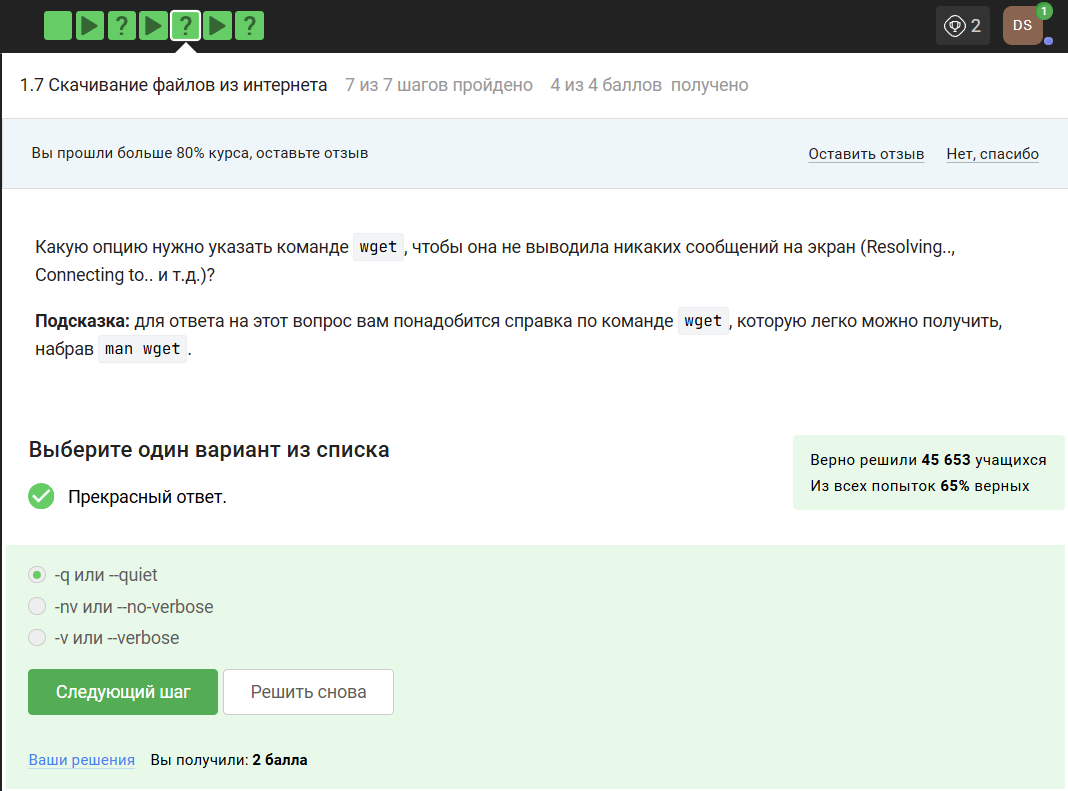 ? ? ?
2
DS
1
1.7 Скачивание файлов из интернета 7 из 7 шагов пройдено 4 из 4 баллов получено
Вы прошли больше 80% курса, оставьте отзыв Оставить отзыв Нет, спасибо
Какую опцию нужно указать команде wget, чтобы она не выводила никаких сообщений на экран (Resolving..,
Connecting to.. и т.д.)?
Подсказка: для ответа на этот вопрос вам понадобится справка по команде wget, которую легко можно получить,
набрав man wget.
Выберите один вариант из списка
Прекрасный ответ.
Верно решили 45 653 учащихся
Из всех попыток 65% верных
-q или --quiet
-nv или --no-verbose
-v или --verbose
Следующий шаг Решить снова
Ваши решения Вы получили: 2 балла